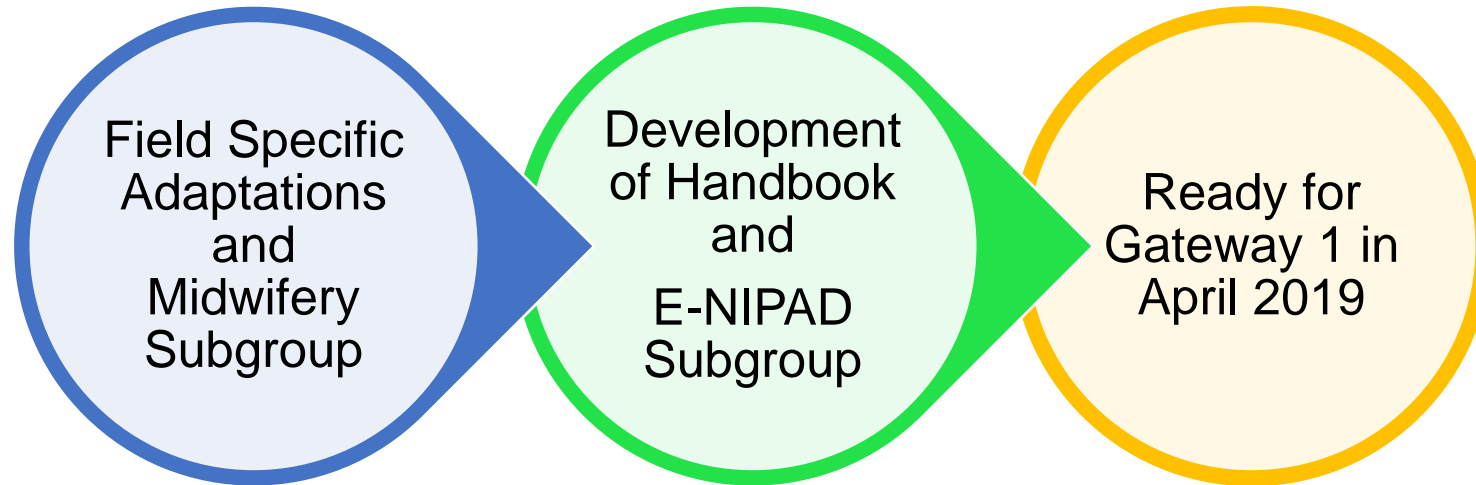 Field Specific
Adaptations
and
Midwifery
Subgroup
Development
of Handbook
and
E-NIPAD
Subgroup
Ready for
Gateway 1 in
April 2019